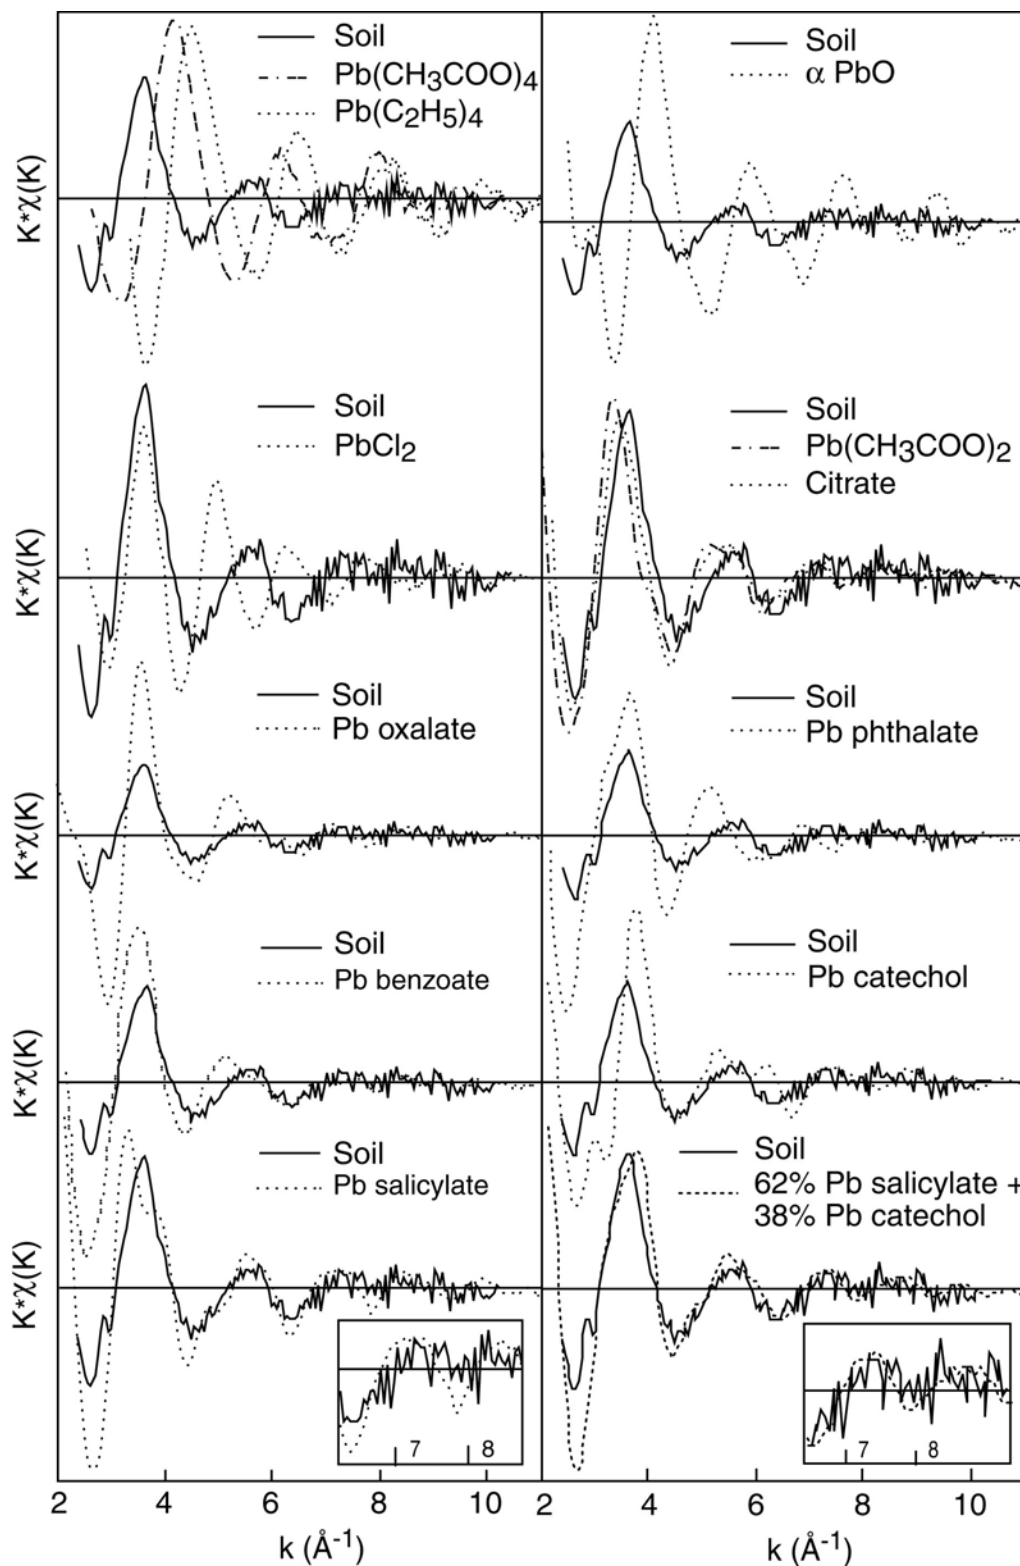 Soil
Pb(CH3COO)4
Pb(C2H5)4
K*χ(K)
Soil
α PbO
Soil
PbCl2
K*χ(K)
Soil
Pb(CH3COO)2
Citrate
Soil
Pb oxalate
K*χ(K)
Soil
Pb phthalate
Soil
Pb benzoate
K*χ(K)
Soil
Pb catechol
Soil
Pb salicylate
K*χ(K)
7 8
Soil
62% Pb salicylate +
38% Pb catechol
7 8
2 4 6 8 10
2 4 6 8 10
k (Å-1)
k (Å-1)